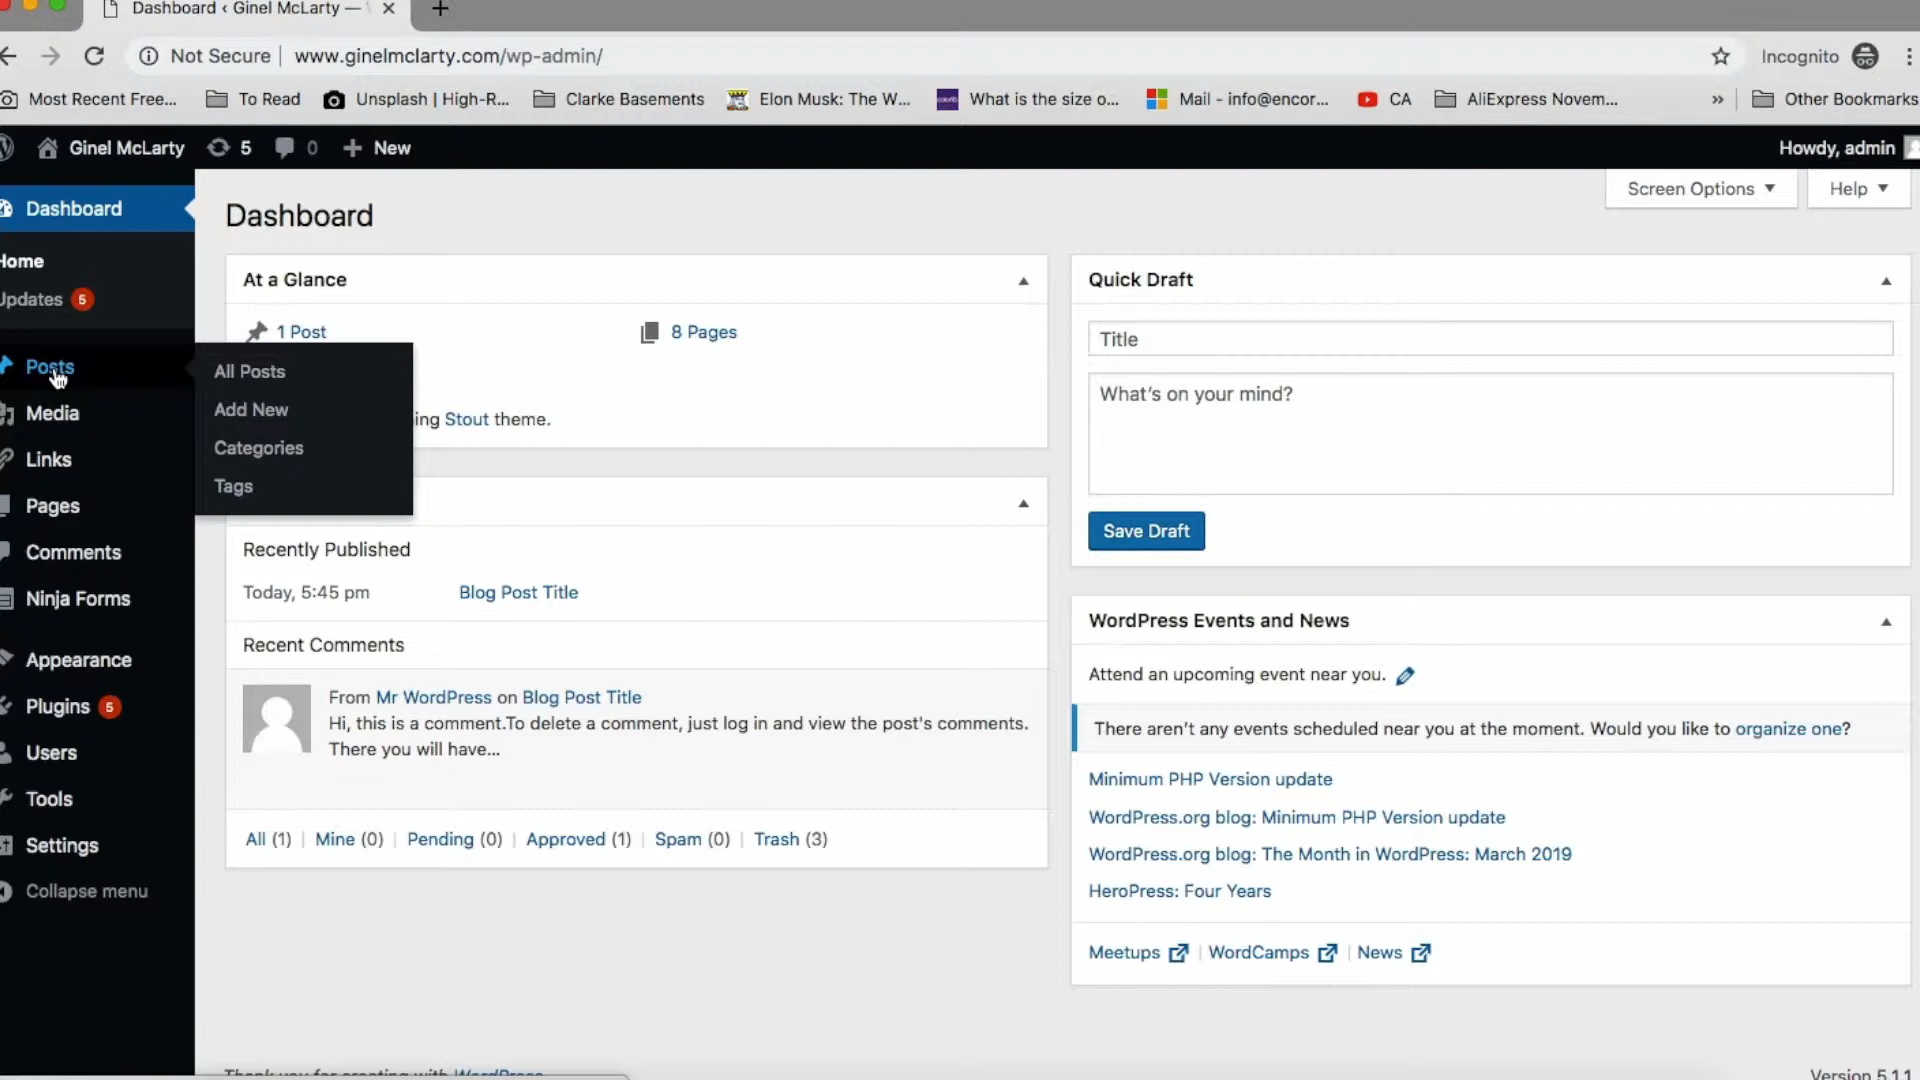 Dashboard ‹ Ginel McLarty —
Not Secure | www.ginelmclarty.com/wp-admin/
Incognito
Most Recent Free...
To Read
Unsplash | High-R...
Clarke Basements
Elon Musk: The W...
What is the size o...
Mail - info@encor...
CA
AliExpress Novem...
»
Other Bookmarks
Ginel McLarty
5
0
New
Howdy, admin
Dashboard
Home
Updates 5
Posts
Media
Links
Pages
Comments
Ninja Forms
Appearance
Plugins 5
Users
Tools
Settings
Collapse menu
All Posts
Add New
Categories
Tags
Dashboard
Screen Options
Help
At a Glance
1 Post
8 Pages
ing Stout theme.
Recently Published
Today, 5:45 pm
Blog Post Title
Recent Comments
From Mr WordPress on Blog Post Title
Hi, this is a comment.To delete a comment, just log in and view the post's comments.
There you will have...
All (1) | Mine (0) | Pending (0) | Approved (1) | Spam (0) | Trash (3)
Quick Draft
Title
What's on your mind?
Save Draft
WordPress Events and News
Attend an upcoming event near you.
There aren't any events scheduled near you at the moment. Would you like to organize one?
Minimum PHP Version update
WordPress.org blog: Minimum PHP Version update
WordPress.org blog: The Month in WordPress: March 2019
HeroPress: Four Years
Meetups | WordCamps | News
Thank you for creating with WordPress
Version 5.1.1